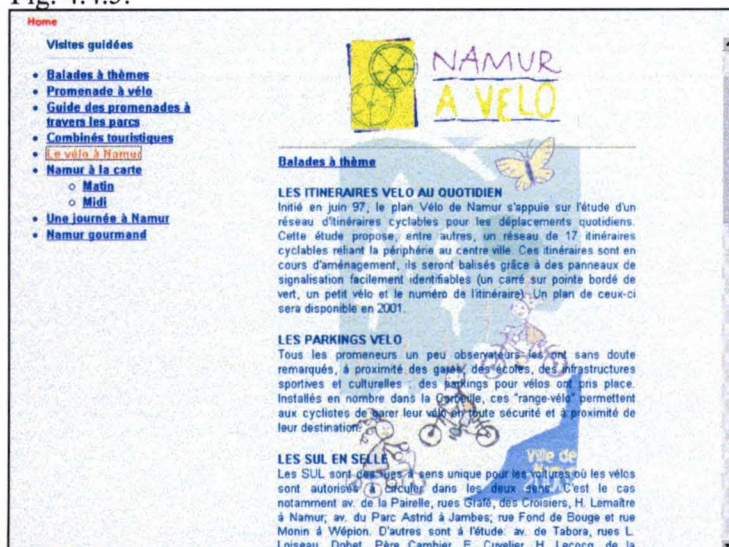 Fig. 4.4.5.
Home
Visites guidées
Balades à thèmes
Promenade à vélo
Guide des promenades à
travers les parcs
Combinés touristiques
Le vélo à Namur
Namur à la carte
Matin
Midi
Une journée à Namur
Namur gourmand
NAMUR
A VELO
Balades à thème
LES ITINERAIRES VELO AU QUOTIDIEN
Initié en juin 97, le plan Vélo de Namur s'appuie sur l'étude d'un
réseau d'itinéraires cyclables pour les déplacements quotidiens.
Cette étude propose, entre autres, un réseau de 17 itinéraires
cyclables reliant la périphérie au centre ville. Ces itinéraires sont en
cours d'aménagement, ils seront balisés grâce à des panneaux de
signalisation facilement identifiables (un carré sur pointe bordé de
vert, un petit vélo et le numéro de l'itinéraire). Un plan de ceux-ci
sera disponible en 2001.
LES PARKINGS VELO
Tous les promeneurs un peu observateurs les ont sans doute
remarqués, à proximité des gares, des écoles, des infrastructures
sportives et culturelles : des parkings pour vélos ont pris place.
Installés en nombre dans la Corbeille, ces "range-vélo" permettent
aux cyclistes de garer leur vélo en toute sécurité et à proximité de
leur destination.
LES SUL EN SELLE
Les SUL sont des rues à sens unique pour les voitures où les vélos
sont autorisés à circuler dans les deux sens. C'est le cas
notamment av. de la Pairelle, rues Grafé, des Croisiers, H. Lemaître
à Namur; av. du Parc Astrid à Jambes; rue Fond de Bouge et rue
Monin à Wépion. D'autres sont à l'étude: av. de Tabora, rues L.
Loiseau, Dohet, Père Cambier, E. Cuvelier, H. Lecocq, de la
Ville de